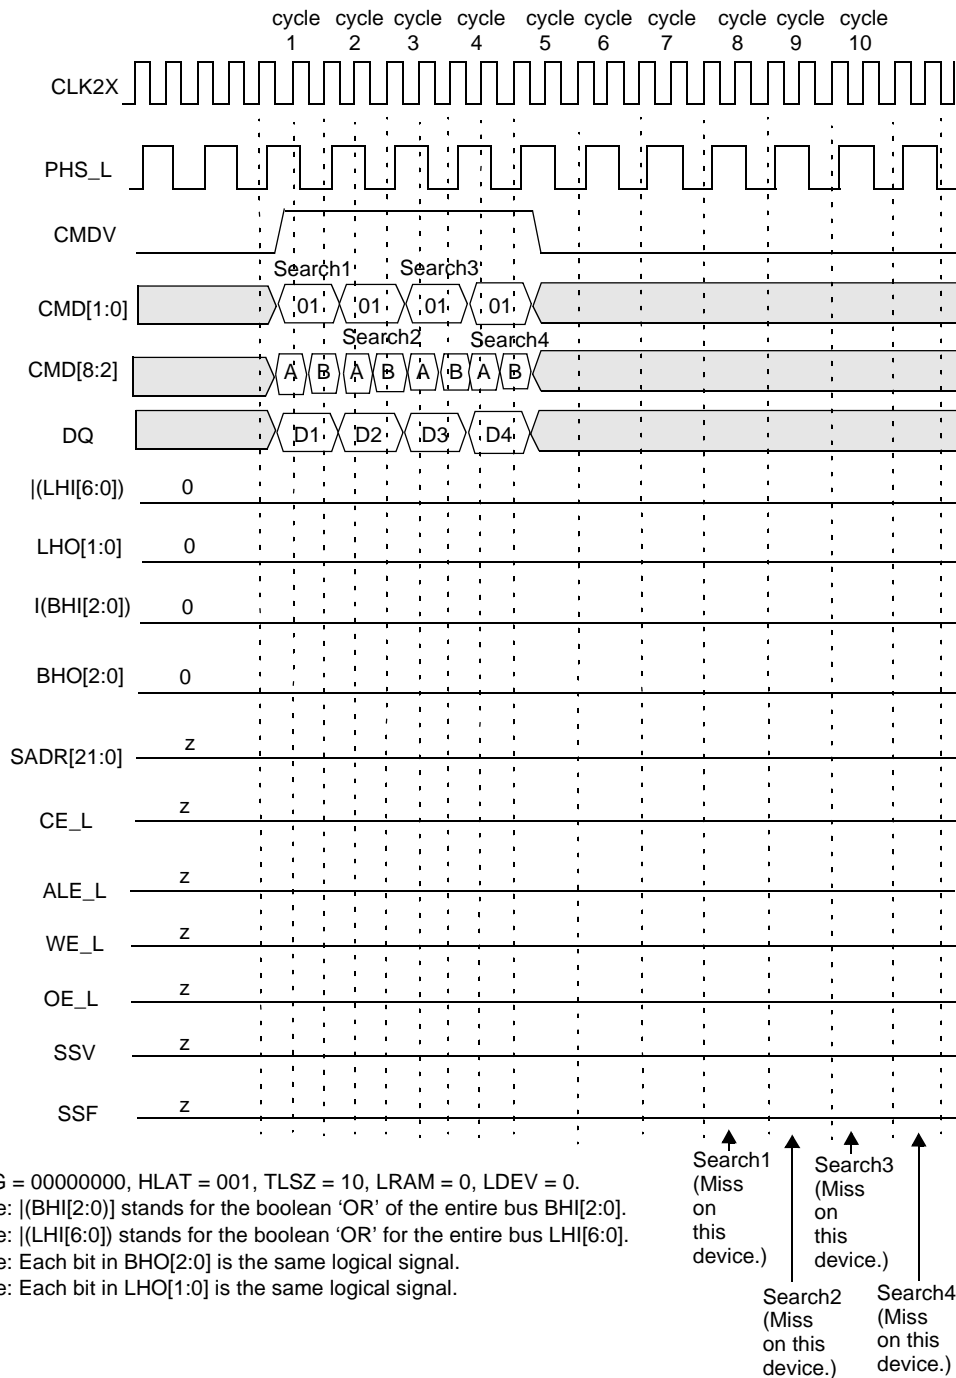 cycle cycle cycle cycle cycle cycle cycle cycle cycle cycle
1 2 3 4 5 6 7 8 9 10
CLK2X
PHS_L
CMDV
Search1 Search3
CMD[1:0] 01 01 01 01
Search2 Search4
CMD[8:2] A B A B A B A B
DQ D1 D2 D3 D4
|(LHI[6:0]) 0
LHO[1:0] 0
I(BHI[2:0]) 0
BHO[2:0] 0
SADR[21:0] z
CE_L z
ALE_L z
WE_L z
OE_L z
SSV z
SSF z
Search1
(Miss
on
this
device.)
Search3
(Miss
on
this
device.)
Search2
(Miss
on this
device.)
Search4
(Miss
on this
device.)
G = 00000000, HLAT = 001, TLSZ = 10, LRAM = 0, LDEV = 0.
e: |(BHI[2:0)] stands for the boolean ‘OR’ of the entire bus BHI[2:0].
e: |(LHI[6:0]) stands for the boolean ‘OR’ for the entire bus LHI[6:0].
e: Each bit in BHO[2:0] is the same logical signal.
e: Each bit in LHO[1:0] is the same logical signal.